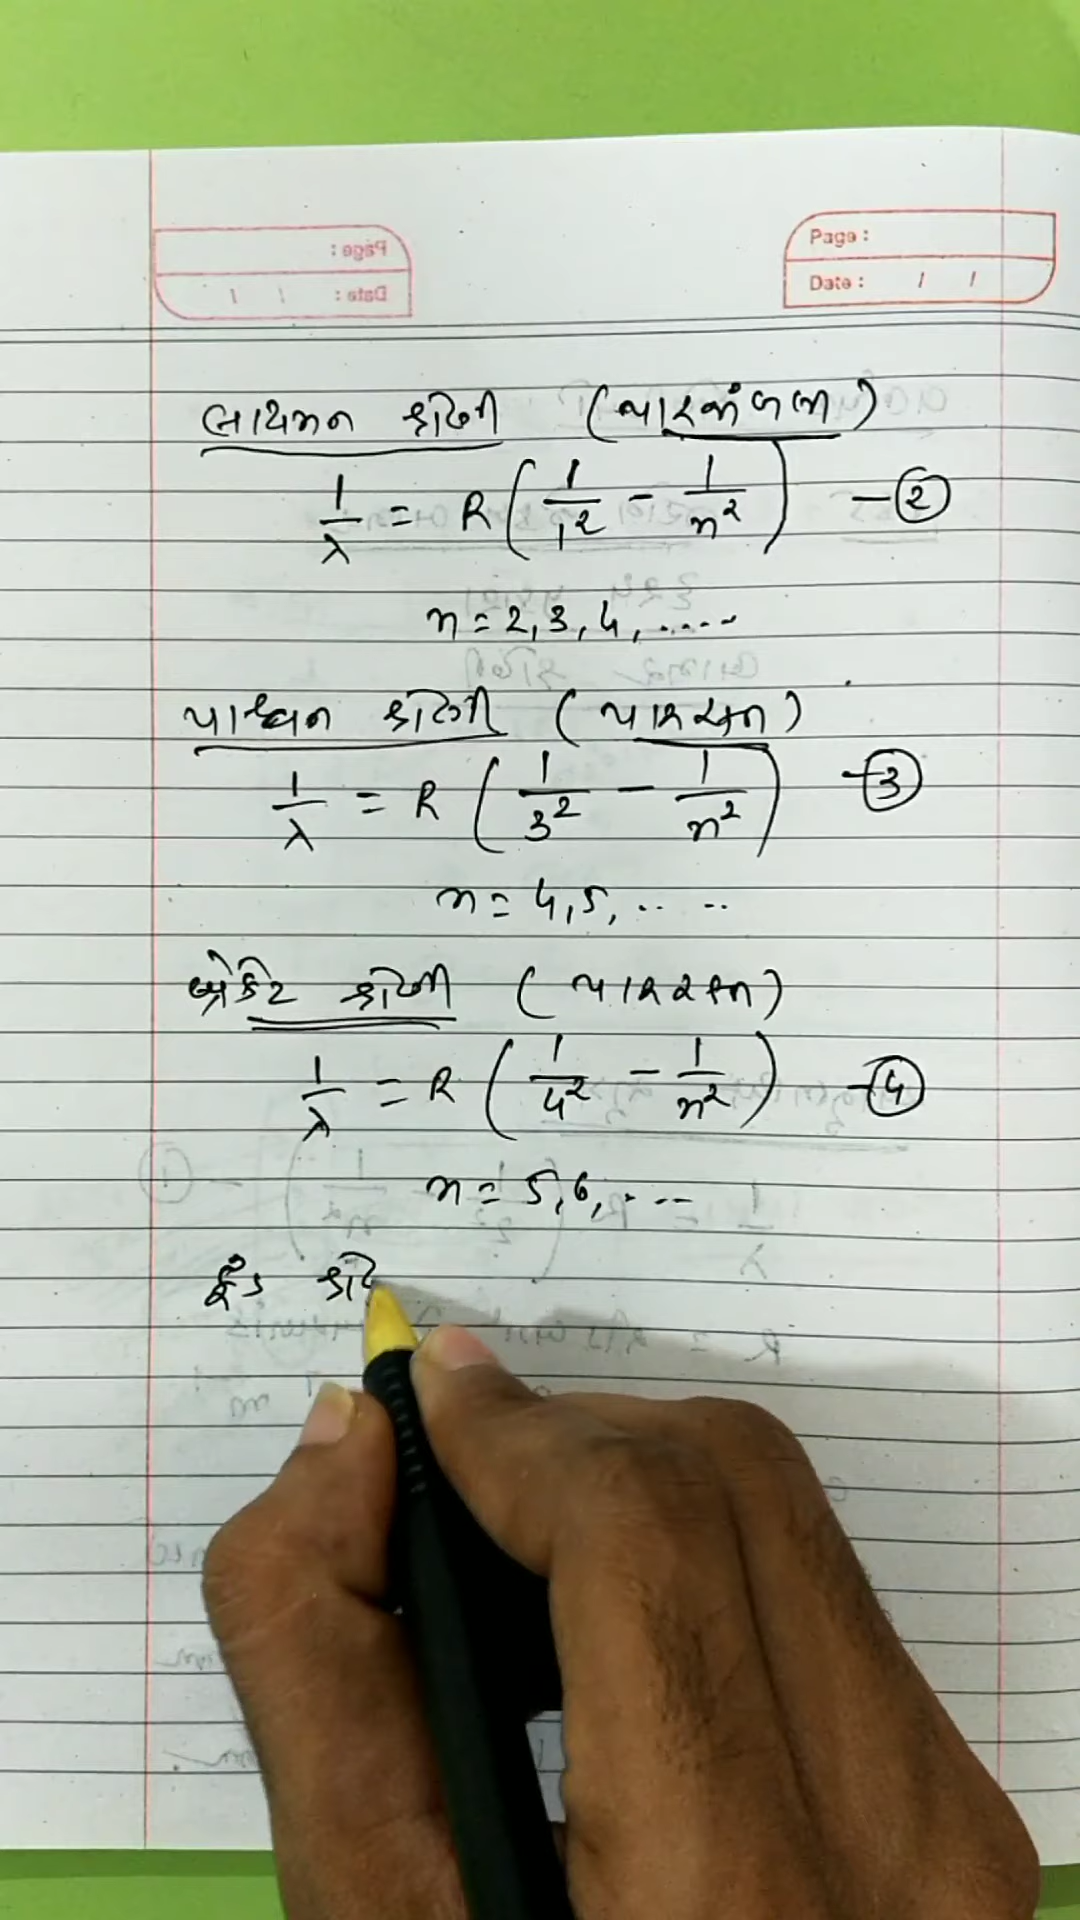 Page :
Date : / /
લાયમન શ્રેણી (પારજાંબલી)
1/λ = R(1/1² − 1/n²) −②
n = 2, 3, 4, .....
પાશ્ચન શ્રેણી (પારરક્ત)
1/λ = R(1/3² − 1/n²) −③
n = 4, 5, .. ..
બ્રેકેટ શ્રેણી (પારરક્ત)
1/λ = R(1/4² − 1/n²) −④
n = 5, 6, ....
ફંડ